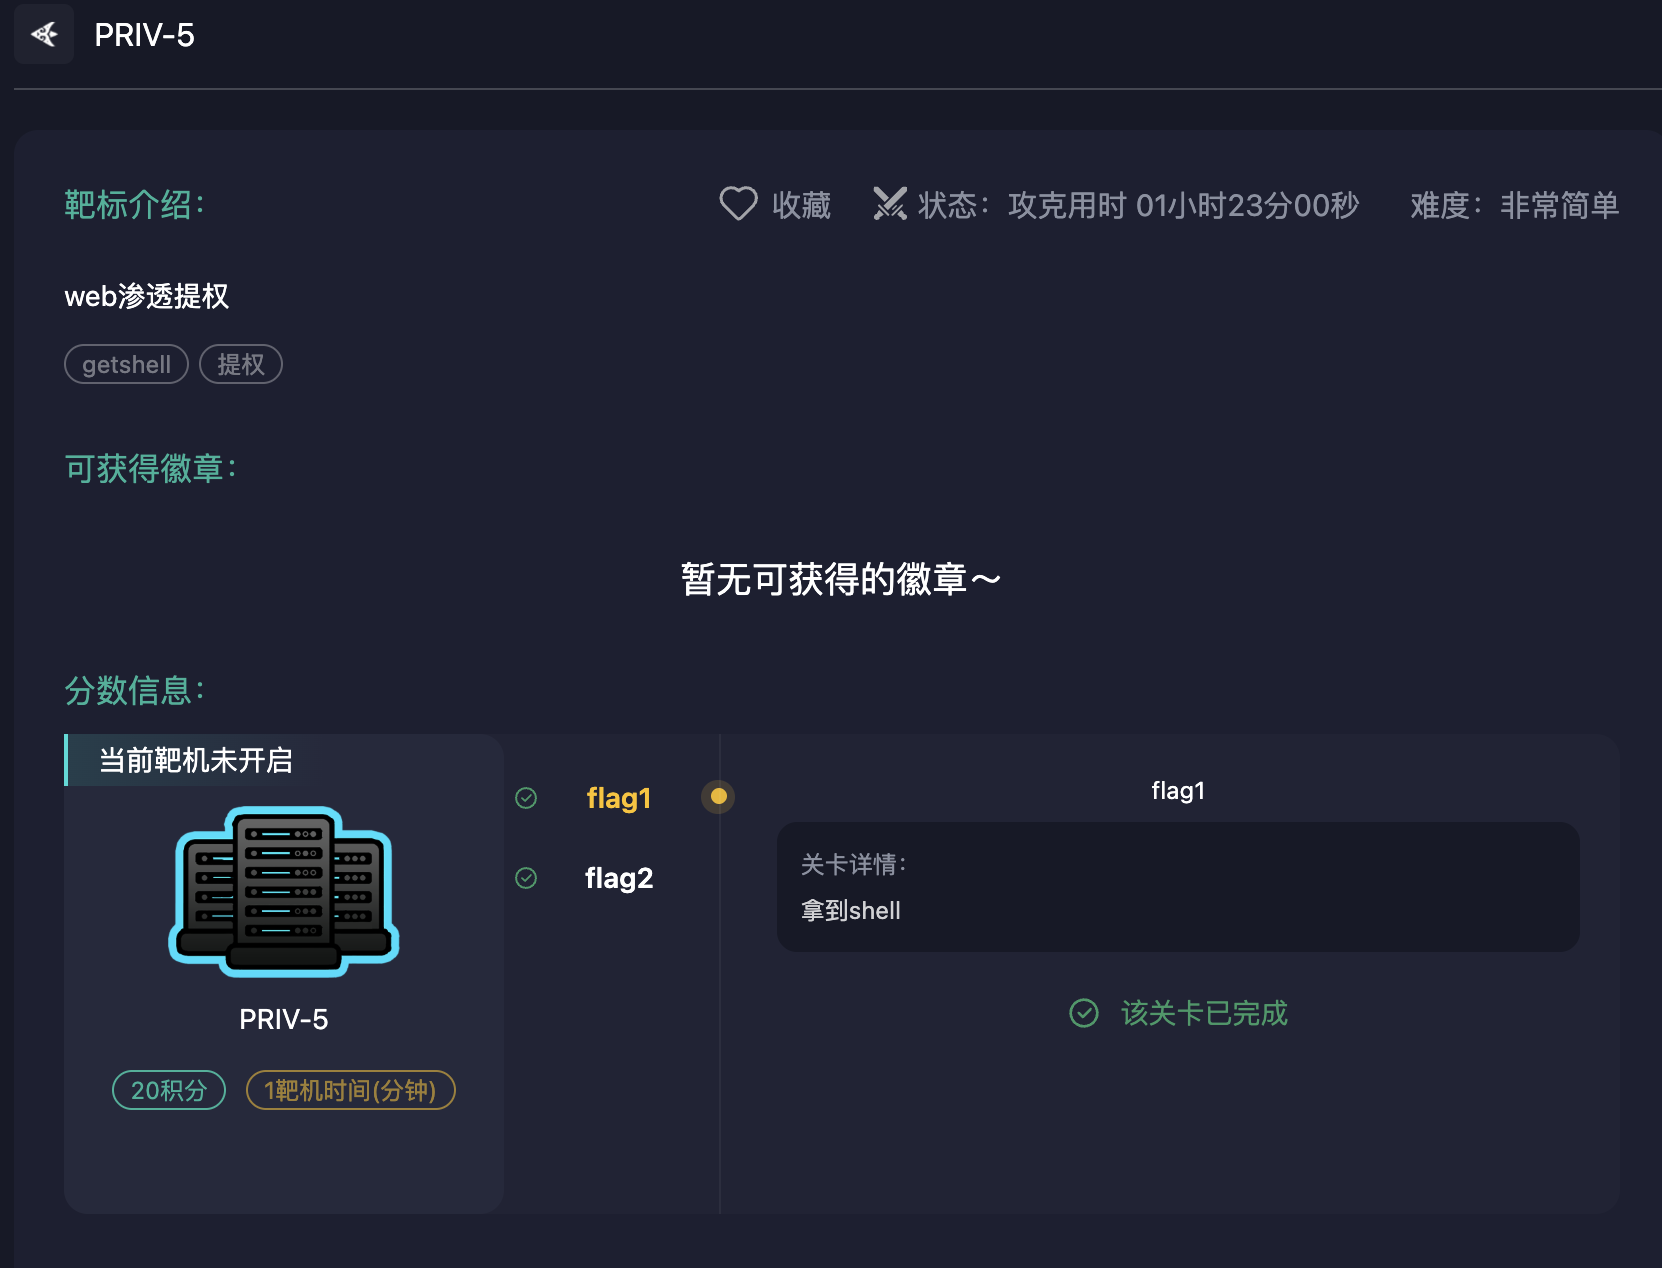 PRIV-5
靶标介绍：
收藏
状态：攻克用时 01小时23分00秒
难度：非常简单
web渗透提权
getshell
提权
可获得徽章：
暂无可获得的徽章～
分数信息：
当前靶机未开启
PRIV-5
20积分
1靶机时间(分钟)
flag1
flag2
flag1
关卡详情：
拿到shell
该关卡已完成